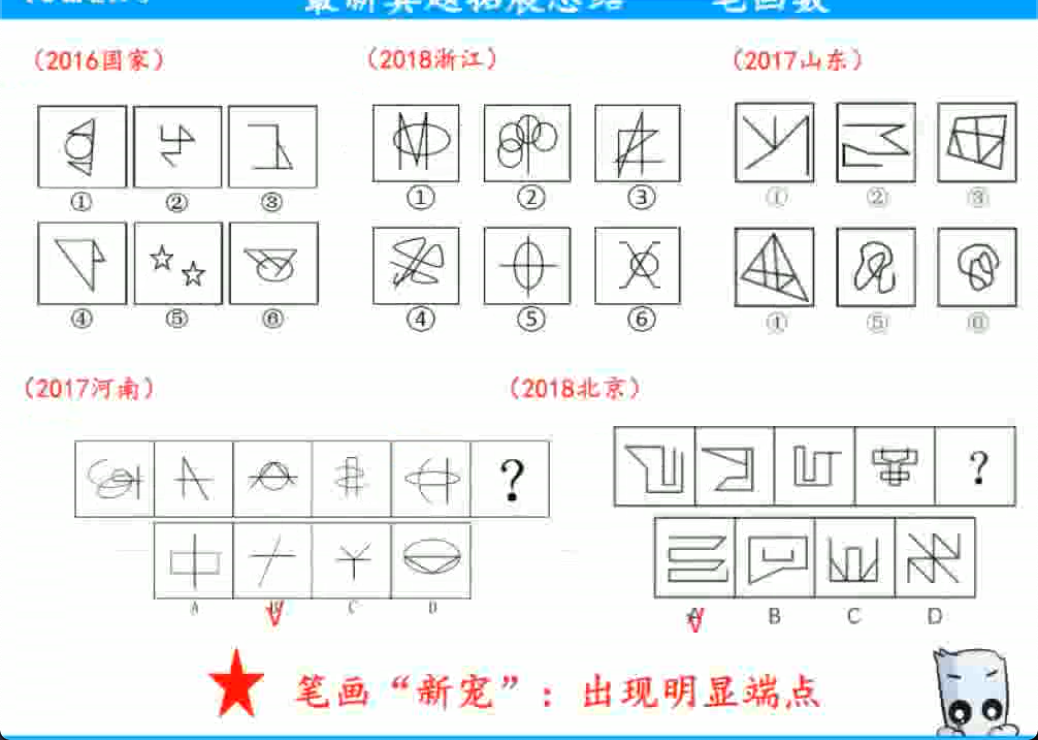 最新真题拓展总结——笔画数
（2016国家） （2018浙江） （2017山东）
① ② ③ ① ② ③ ① ② ③
④ ⑤ ⑥ ④ ⑤ ⑥ ④ ⑤ ⑥
（2017河南） （2018北京）
? ?
A B C D A B C D
笔画“新宠”：出现明显端点